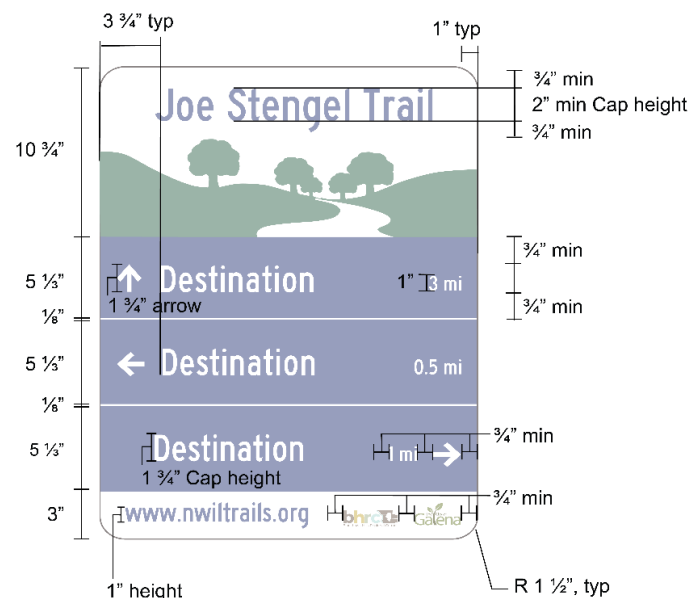 3 ¾” typ
1” typ
¾” min
Joe Stengel Trail
2” min Cap height
¾” min
10 ¾”
¾” min
5 ⅓”
Destination
1”
3 mi
1 ¾” arrow
¾” min
⅛”
5 ⅓”
Destination
0.5 mi
⅛”
5 ⅓”
Destination
1 mi
¾” min
1 ¾” Cap height
¾” min
3”
www.nwiltrails.org
bhrc
Galena
1” height
R 1 ½”, typ